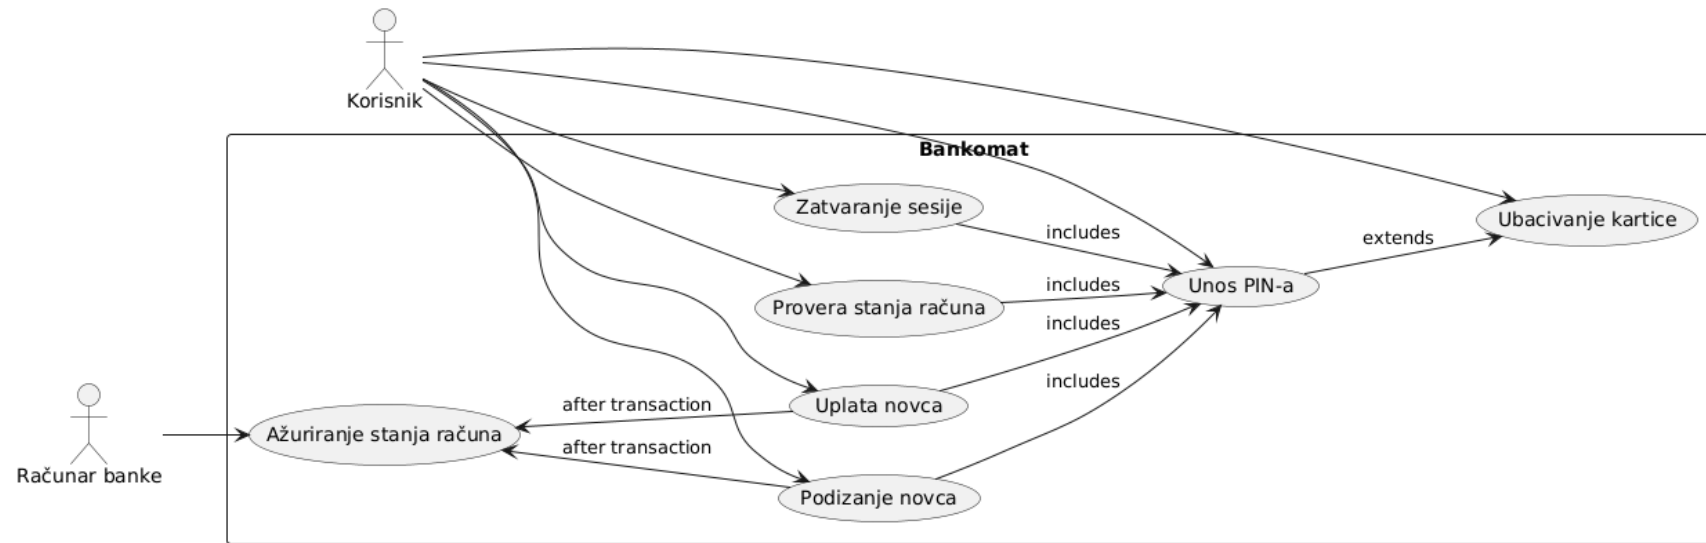 Korisnik
Bankomat
Zatvaranje sesije
includes
Ubacivanje kartice
extends
Provera stanja računa
includes
Unos PIN-a
includes
Uplata novca
after transaction
includes
Ažuriranje stanja računa
after transaction
Računar banke
Podizanje novca